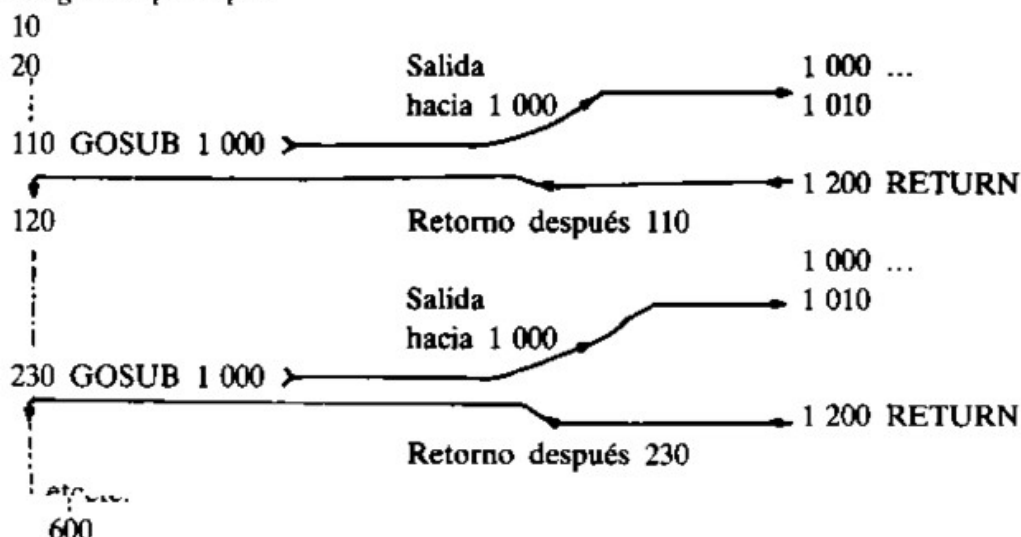 10
20 Salida 1 000 ...
hacia 1 000 1 010
110 GOSUB 1 000
1 200 RETURN
120 Retorno después 110
1 000 ...
Salida 1 010
hacia 1 000
230 GOSUB 1 000
1 200 RETURN
Retorno después 230
600